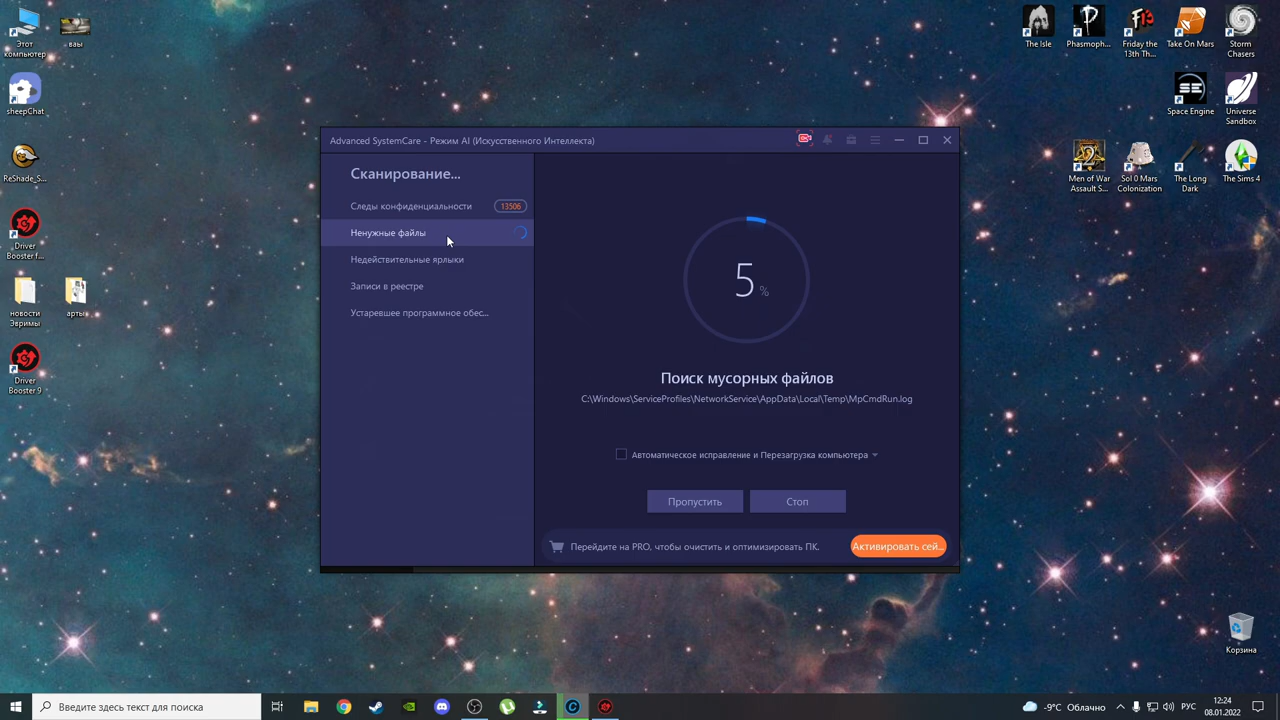 Этот
компьютер
ваы
sheepChat
ReShade_S...
Driver
Booster f...
новости
Эвримы
арты
Driver
Booster 9
The Isle
Phasmoph...
Friday the
13th Th...
Take On Mars
Storm
Chasers
SE
Space Engine
Universe
Sandbox
Men of War
Assault S...
Sol 0 Mars
Colonization
The Long
Dark
The Sims 4
Advanced SystemCare - Режим AI (Искусственного Интеллекта)
Сканирование...
Следы конфиденциальности 13506
Ненужные файлы
Недействительные ярлыки
Записи в реестре
Устаревшее программное обес...
5 %
Поиск мусорных файлов
C:\Windows\ServiceProfiles\NetworkService\AppData\Local\Temp\MpCmdRun.log
Автоматическое исправление и Перезагрузка компьютера
Пропустить
Стоп
Перейдите на PRO, чтобы очистить и оптимизировать ПК.
Активировать сей...
Корзина
Введите здесь текст для поиска
-9°C Облачно
РУС
12:24
08.01.2022